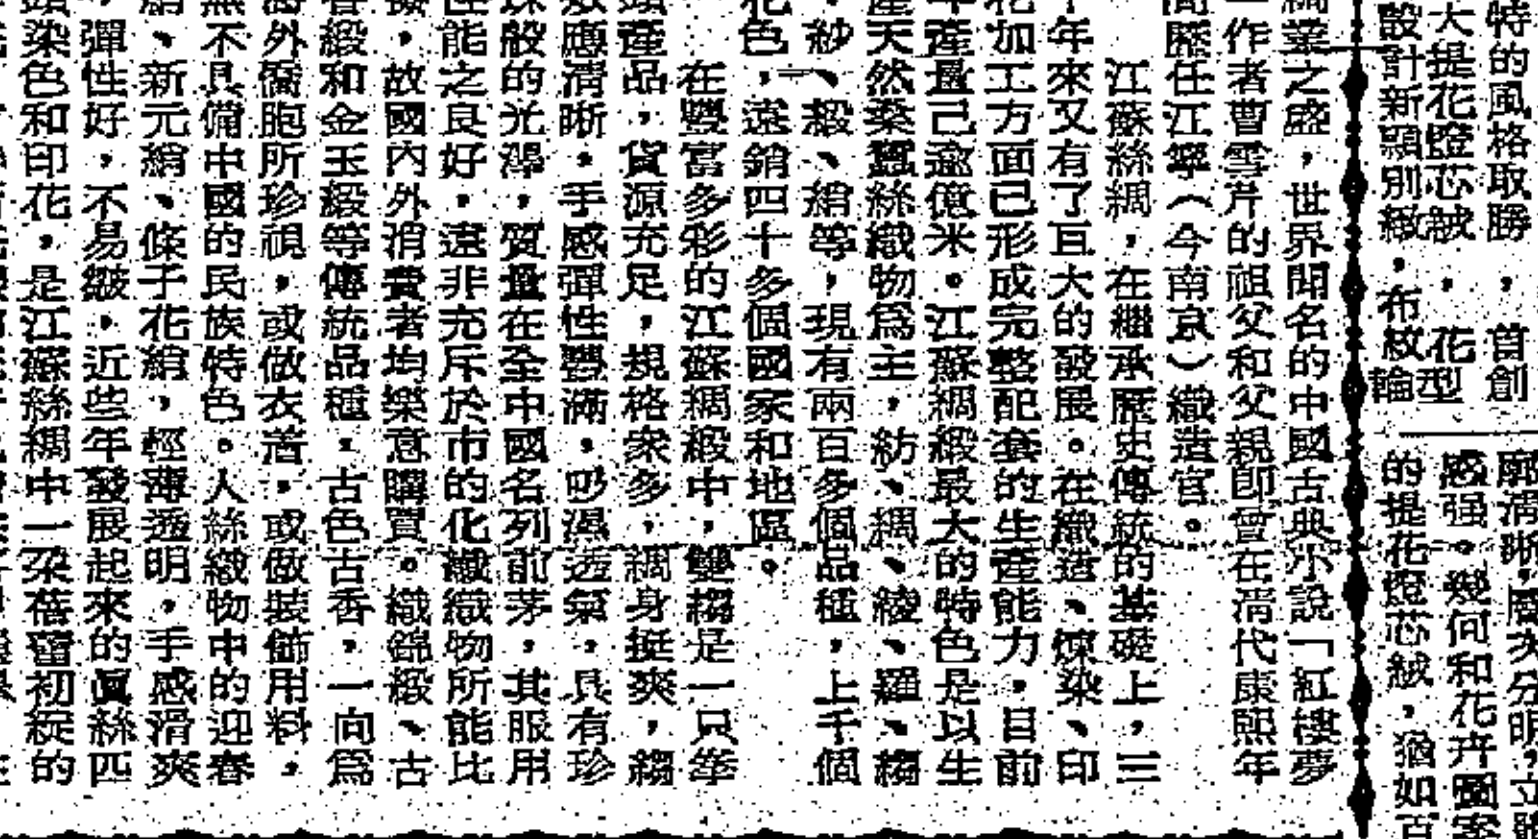 特的風格取勝，首創
大提花燈芯絨，花型
設計新穎別緻，布紋輪
廓清晰，層次分明，立
感强。幾何和花卉圖案
的提花燈芯絨，猶如
綢業之盛，世界聞名的中國古典小說「紅樓夢
作者曹雪芹的祖父和父親卽曾在清代康熙年
間歷任江寧（今南京）織造官。
江蘇絲綢，在繼承歷史傳統的基礎上，三
十年來又有了巨大的發展。在織造、煉染、印
花加工方面已形成完整配套的生產能力，目前
年產量已逾億米。江蘇綢緞最大的特色是以生
產天然桑蠶絲織物爲主，紡、綢、綾、羅、縐
、紗、緞、綃等，現有兩百多個品種，上千個
花色，遠銷四十多個國家和地區。
在豐富多彩的江蘇綢緞中，雙縐是一只拳
頭產品，貨源充足，規格衆多，綢身挺爽，縐
效應清晰，手感彈性豐滿，吸濕透氣，具有珍
珠般的光澤，質量在全中國名列前茅，其服用
性能之良好，遠非充斥於市的化纖織物所能比
擬，故國內外消費者均樂意購買。織錦緞、古
香緞和金玉緞等傳統品種，古色古香，一向爲
海外僑胞所珍視，或做衣着，或做裝飾用料，
無不具備中國的民族特色。人絲織物中的迎春
綃、新元綃、條子花綃，輕薄透明，手感滑爽
，彈性好，不易皺，近些年發展起來的眞絲匹
頭染色和印花，是江蘇絲綢中一朵蓓蕾初綻的